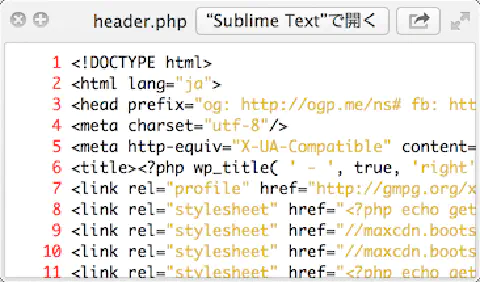 header.php "Sublime Text"で開く
1 <!DOCTYPE html>
2 <html lang="ja">
3 <head prefix="og: http://ogp.me/ns# fb: htt
4 <meta charset="utf-8"/>
5 <meta http-equiv="X-UA-Compatible" content=
6 <title><?php wp_title( ' - ', true, 'right'
7 <link rel="profile" href="http://gmpg.org/x
8 <link rel="stylesheet" href="<?php echo get
9 <link rel="stylesheet" href="//maxcdn.boots
10 <link rel="stylesheet" href="//maxcdn.boots
11 <link rel="stylesheet" href="<?php echo get